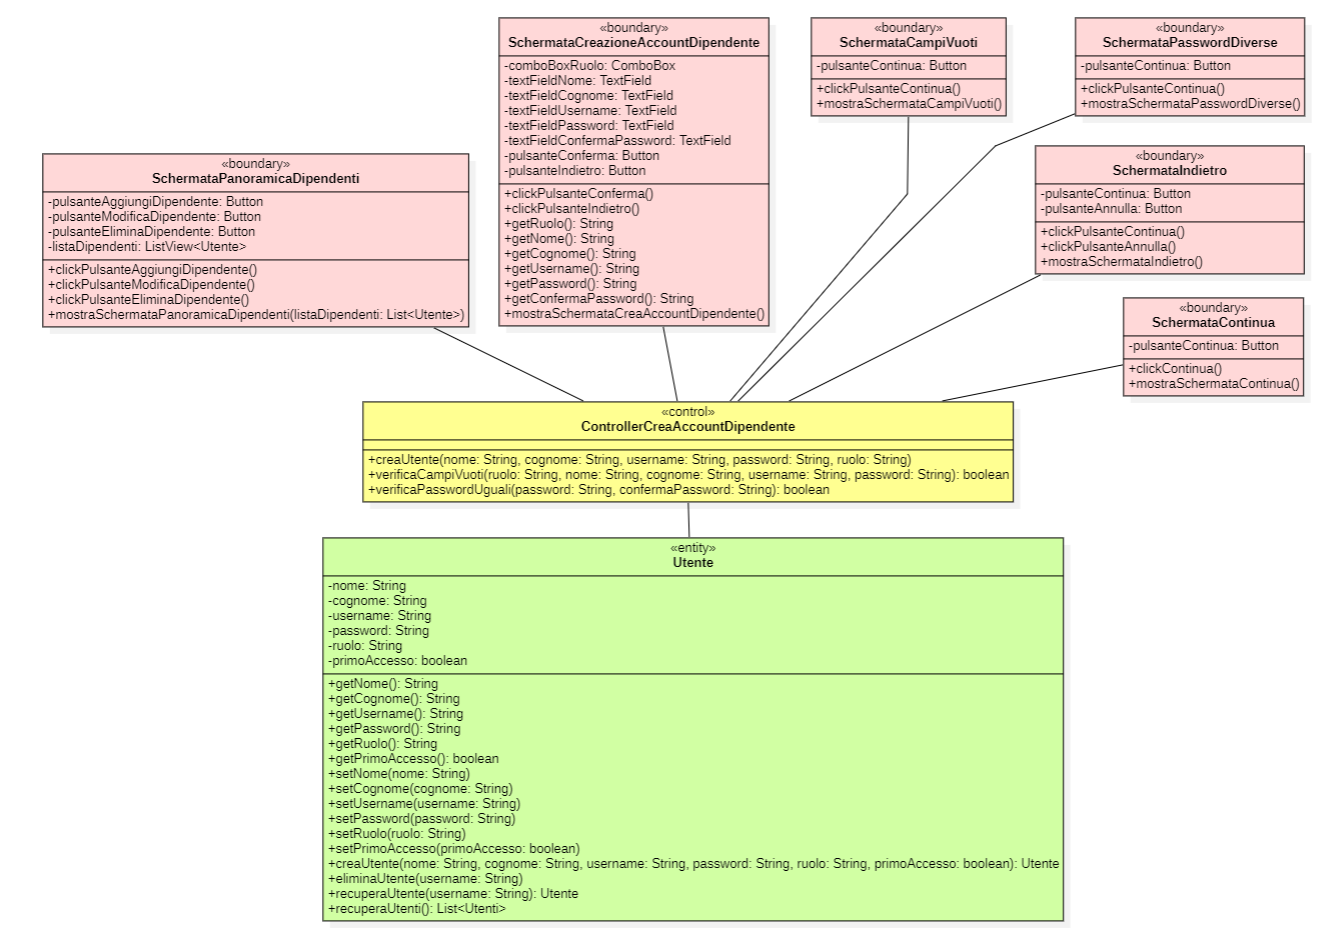 «boundary»
SchermataPanoramicaDipendenti
-pulsanteAggiungiDipendente: Button
-pulsanteModificaDipendente: Button
-pulsanteEliminaDipendente: Button
-listaDipendenti: ListView<Utente>
+clickPulsanteAggiungiDipendente()
+clickPulsanteModificaDipendente()
+clickPulsanteEliminaDipendente()
+mostraSchermataPanoramicaDipendenti(listaDipendenti: List<Utente>)
«boundary»
SchermataCreazioneAccountDipendente
-comboBoxRuolo: ComboBox
-textFieldNome: TextField
-textFieldCognome: TextField
-textFieldUsername: TextField
-textFieldPassword: TextField
-textFieldConfermaPassword: TextField
-pulsanteConferma: Button
-pulsanteIndietro: Button
+clickPulsanteConferma()
+clickPulsanteIndietro()
+getRuolo(): String
+getNome(): String
+getCognome(): String
+getUsername(): String
+getPassword(): String
+getConfermaPassword(): String
+mostraSchermataCreaAccountDipendente()
«boundary»
SchermataCampiVuoti
-pulsanteContinua: Button
+clickPulsanteContinua()
+mostraSchermataCampiVuoti()
«boundary»
SchermataPasswordDiverse
-pulsanteContinua: Button
+clickPulsanteContinua()
+mostraSchermataPasswordDiverse()
«boundary»
SchermataIndietro
-pulsanteContinua: Button
-pulsanteAnnulla: Button
+clickPulsanteContinua()
+clickPulsanteAnnulla()
+mostraSchermataIndietro()
«boundary»
SchermataContinua
-pulsanteContinua: Button
+clickContinua()
+mostraSchermataContinua()
«control»
ControllerCreaAccountDipendente
+creaUtente(nome: String, cognome: String, username: String, password: String, ruolo: String)
+verificaCampiVuoti(ruolo: String, nome: String, cognome: String, username: String, password: String): boolean
+verificaPasswordUguali(password: String, confermaPassword: String): boolean
«entity»
Utente
-nome: String
-cognome: String
-username: String
-password: String
-ruolo: String
-primoAccesso: boolean
+getNome(): String
+getCognome(): String
+getUsername(): String
+getPassword(): String
+getRuolo(): String
+getPrimoAccesso(): boolean
+setNome(nome: String)
+setCognome(cognome: String)
+setUsername(username: String)
+setPassword(password: String)
+setRuolo(ruolo: String)
+setPrimoAccesso(primoAccesso: boolean)
+creaUtente(nome: String, cognome: String, username: String, password: String, ruolo: String, primoAccesso: boolean): Utente
+eliminaUtente(username: String)
+recuperaUtente(username: String): Utente
+recuperaUtenti(): List<Utenti>